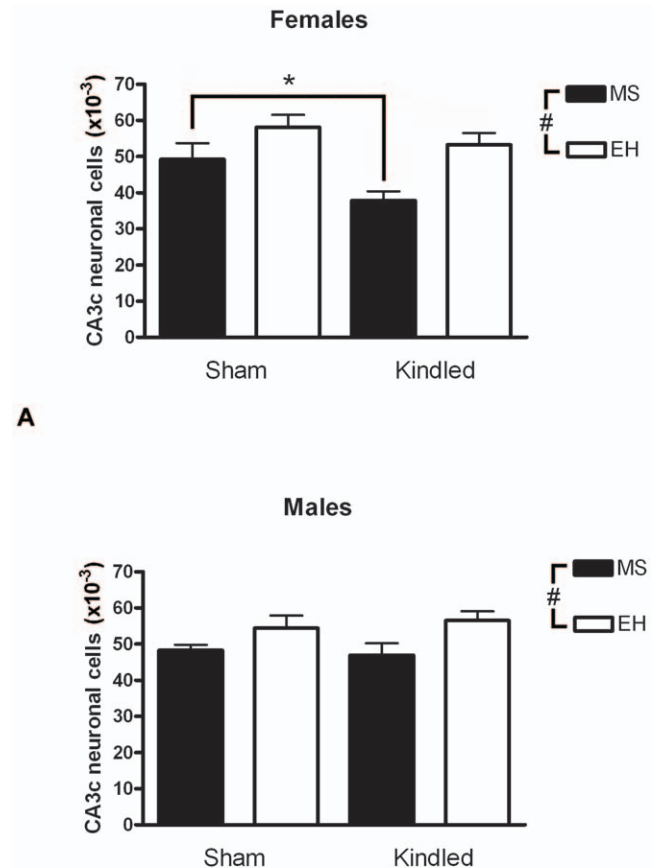 Females
CA3c neuronal cells (x10⁻³)
70
60
50
40
30
20
10
0
*
MS
#
EH
Sham Kindled
A
Males
CA3c neuronal cells (x10⁻³)
70
60
50
40
30
20
10
0
MS
#
EH
Sham Kindled